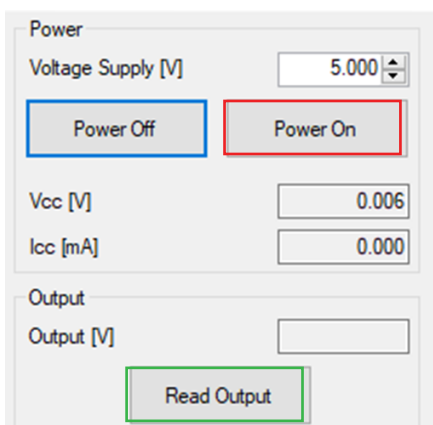 Power
Voltage Supply [V] 5.000
Power Off Power On
Vcc [V] 0.006
Icc [mA] 0.000
Output
Output [V]
Read Output